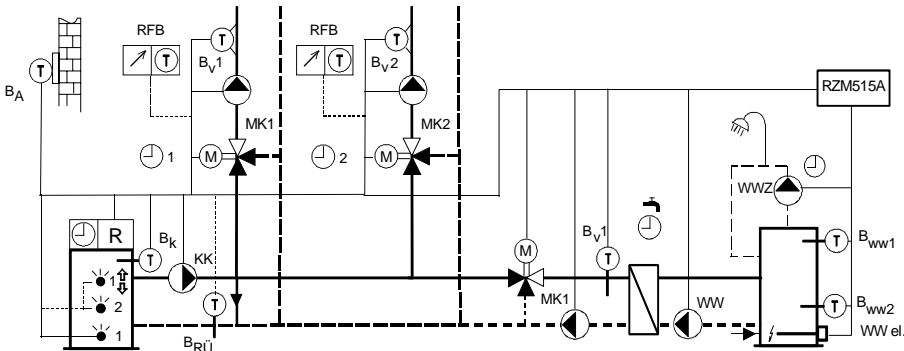 RFB
T
B_V1
T
RFB
T
B_V2
T
T
B_A
RZM515A
MK1
MK2
1
M
2
M
WWZ
R
B_k
T
KK
M
B_V1
T
B_ww1
T
1
2
1
MK1
WW
B_ww2
T
T
B_RÜ
WW el.